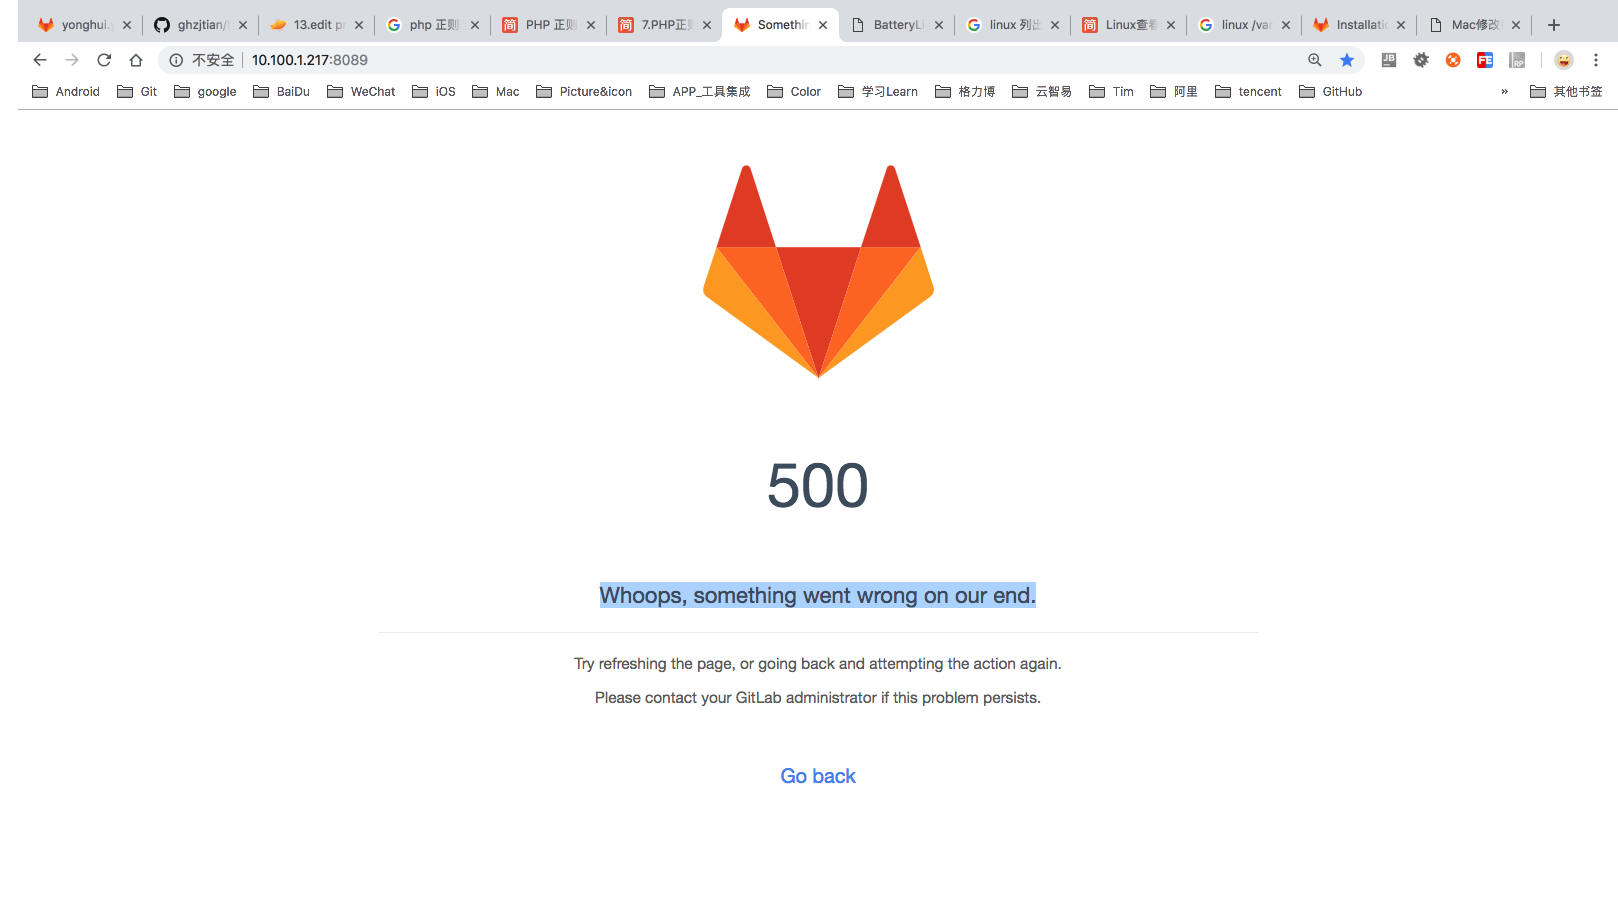 yonghui.y ghzjtian/ 13.edit pr php 正则 PHP 正则 7.PHP正则 Somethin BatteryLi linux 列出 Linux查看 linux /var Installatio Mac修改
不安全 10.100.1.217:8089
Android Git google BaiDu WeChat iOS Mac Picture&icon APP_工具集成 Color 学习Learn 格力博 云智易 Tim 阿里 tencent GitHub » 其他书签
500
Whoops, something went wrong on our end.
Try refreshing the page, or going back and attempting the action again.
Please contact your GitLab administrator if this problem persists.
Go back